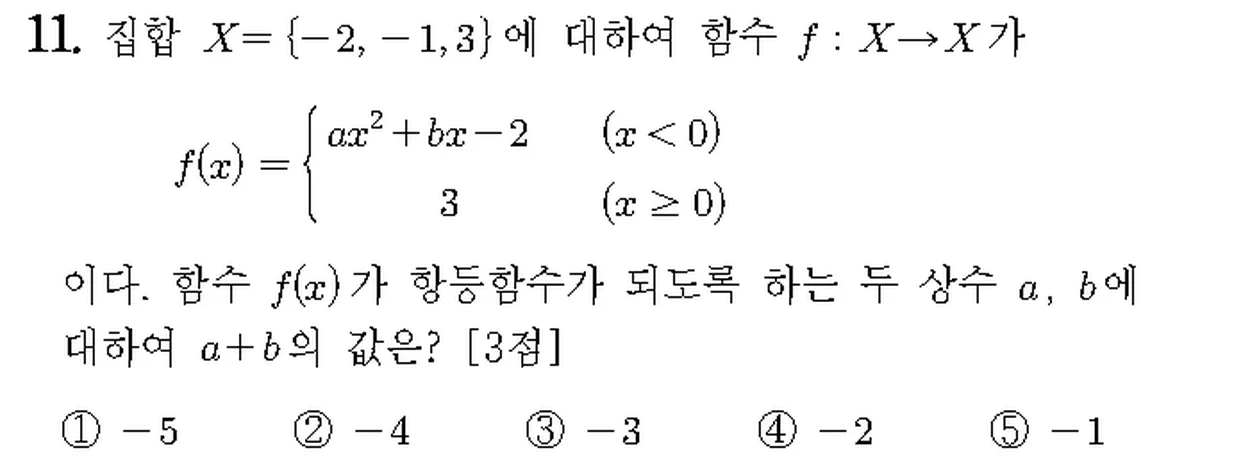 11. 집합 X={-2, -1, 3}에 대하여 함수 f : X→X가
f(x) = { ax²+bx-2 (x < 0)
3 (x ≥ 0)
이다. 함수 f(x)가 항등함수가 되도록 하는 두 상수 a, b에
대하여 a+b의 값은? [3점]
① -5 ② -4 ③ -3 ④ -2 ⑤ -1